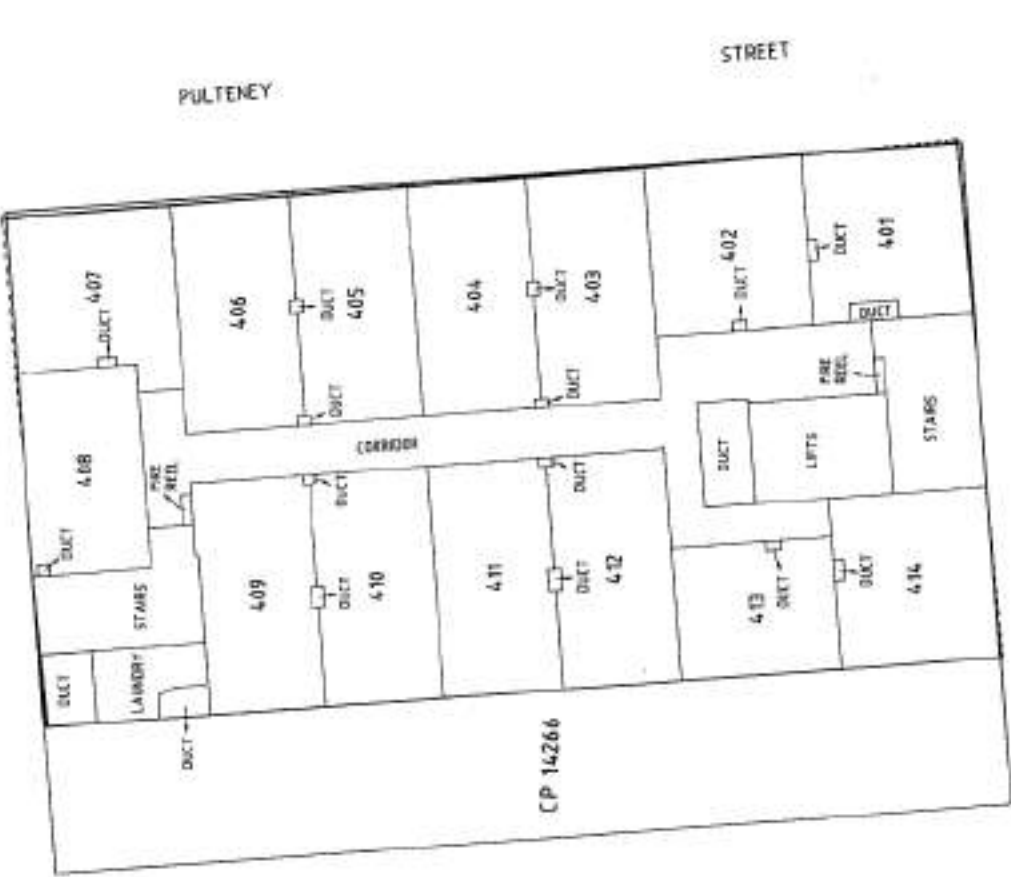 STREET
PULTENEY
407
DUCT
406
DUCT
405
DUCT
404
DUCT
403
DUCT
402
DUCT
DUCT
401
DUCT
408
DUCT
FIRE
REEL
CORRIDOR
FIRE
REEL
DUCT
LIFTS
STAIRS
STAIRS
DUCT
LAUNDRY
DUCT
409
DUCT
DUCT
410
411
DUCT
DUCT
412
413
DUCT
DUCT
414
CP 14266